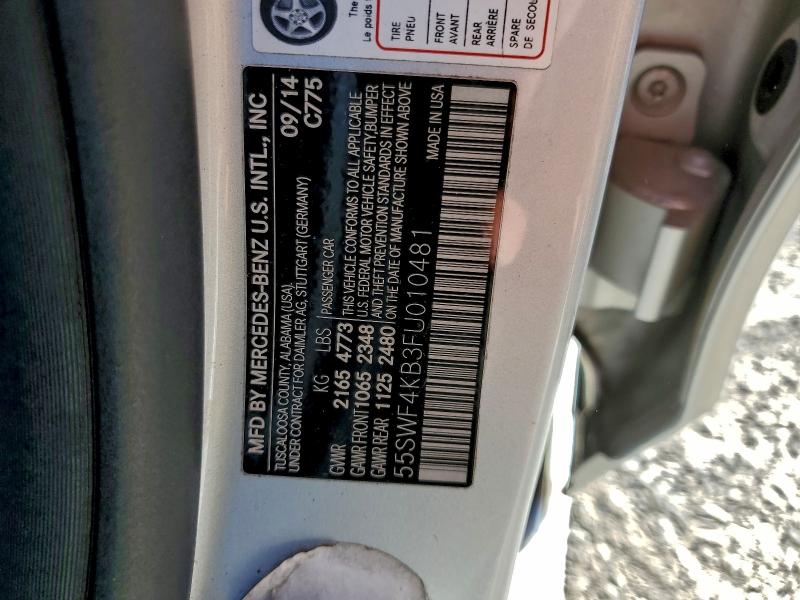 The
Le poids
TIRE
PNEU
FRONT
AVANT
REAR
ARRIÈRE
SPARE
DE SECOU
MFD BY MERCEDES-BENZ U.S. INTL., INC
TUSCALOOSA COUNTY, ALABAMA (USA)
UNDER CONTRACT FOR DAIMLER AG, STUTTGART (GERMANY)
09/14
C775
KG LBS PASSENGER CAR
GVWR 2165 4773 THIS VEHICLE CONFORMS TO ALL APPLICABLE
GAWR FRONT 1065 2348 U.S. FEDERAL MOTOR VEHICLE SAFETY, BUMPER
GAWR REAR 1125 2480 AND THEFT PREVENTION STANDARDS IN EFFECT
ON THE DATE OF MANUFACTURE SHOWN ABOVE
55SWF4KB3FU010481 MADE IN USA